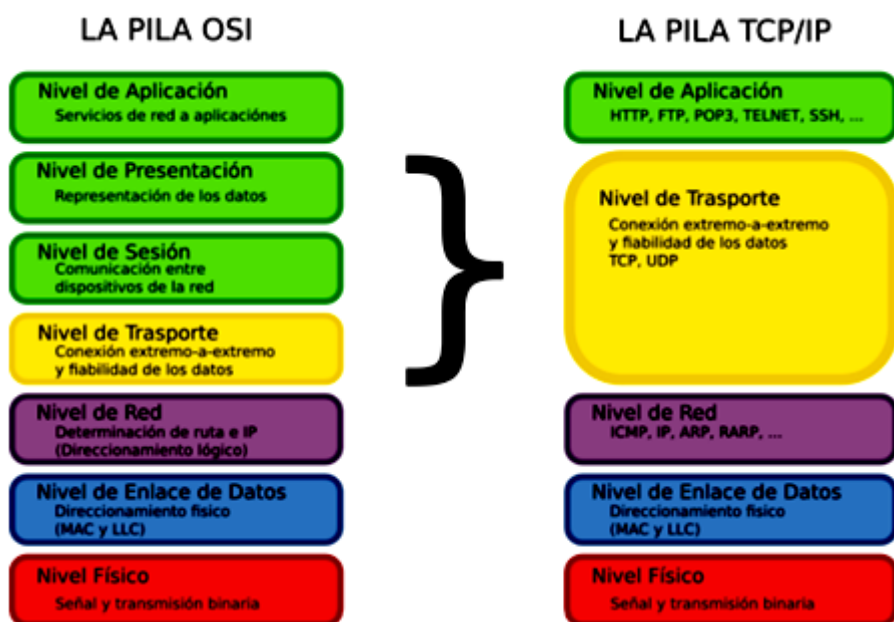 LA PILA OSI
Nivel de Aplicación
Servicios de red a aplicaciónes
Nivel de Presentación
Representación de los datos
Nivel de Sesión
Comunicación entre
dispositivos de la red
Nivel de Trasporte
Conexión extremo-a-extremo
y fiabilidad de los datos
Nivel de Red
Determinación de ruta e IP
(Direccionamiento lógico)
Nivel de Enlace de Datos
Direccionamiento fisico
(MAC y LLC)
Nivel Físico
Señal y transmisión binaria
LA PILA TCP/IP
Nivel de Aplicación
HTTP, FTP, POP3, TELNET, SSH, ...
Nivel de Trasporte
Conexión extremo-a-extremo
y fiabilidad de los datos
TCP, UDP
Nivel de Red
ICMP, IP, ARP, RARP, ...
Nivel de Enlace de Datos
Direccionamiento fisico
(MAC y LLC)
Nivel Físico
Señal y transmisión binaria